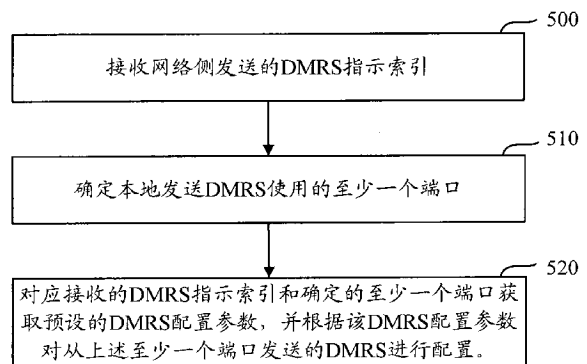 500
接收网络侧发送的DMRS指示索引
510
确定本地发送DMRS使用的至少一个端口
520
对应接收的DMRS指示索引和确定的至少一个端口获
取预设的DMRS配置参数，并根据该DMRS配置参数
对从上述至少一个端口发送的DMRS进行配置。